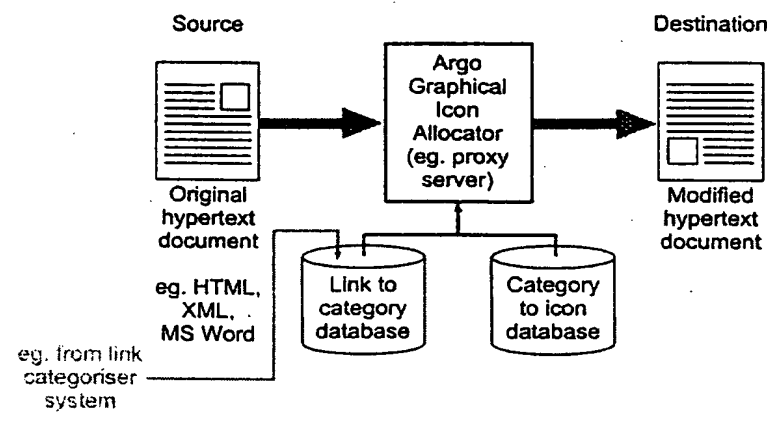 Source
Destination
Argo
Graphical
Icon
Allocator
(eg. proxy
server)
Original
hypertext
document
Modified
hypertext
document
eg. HTML,
XML,
MS Word
Link to
category
database
Category
to icon
database
eg. from link
categoriser
system